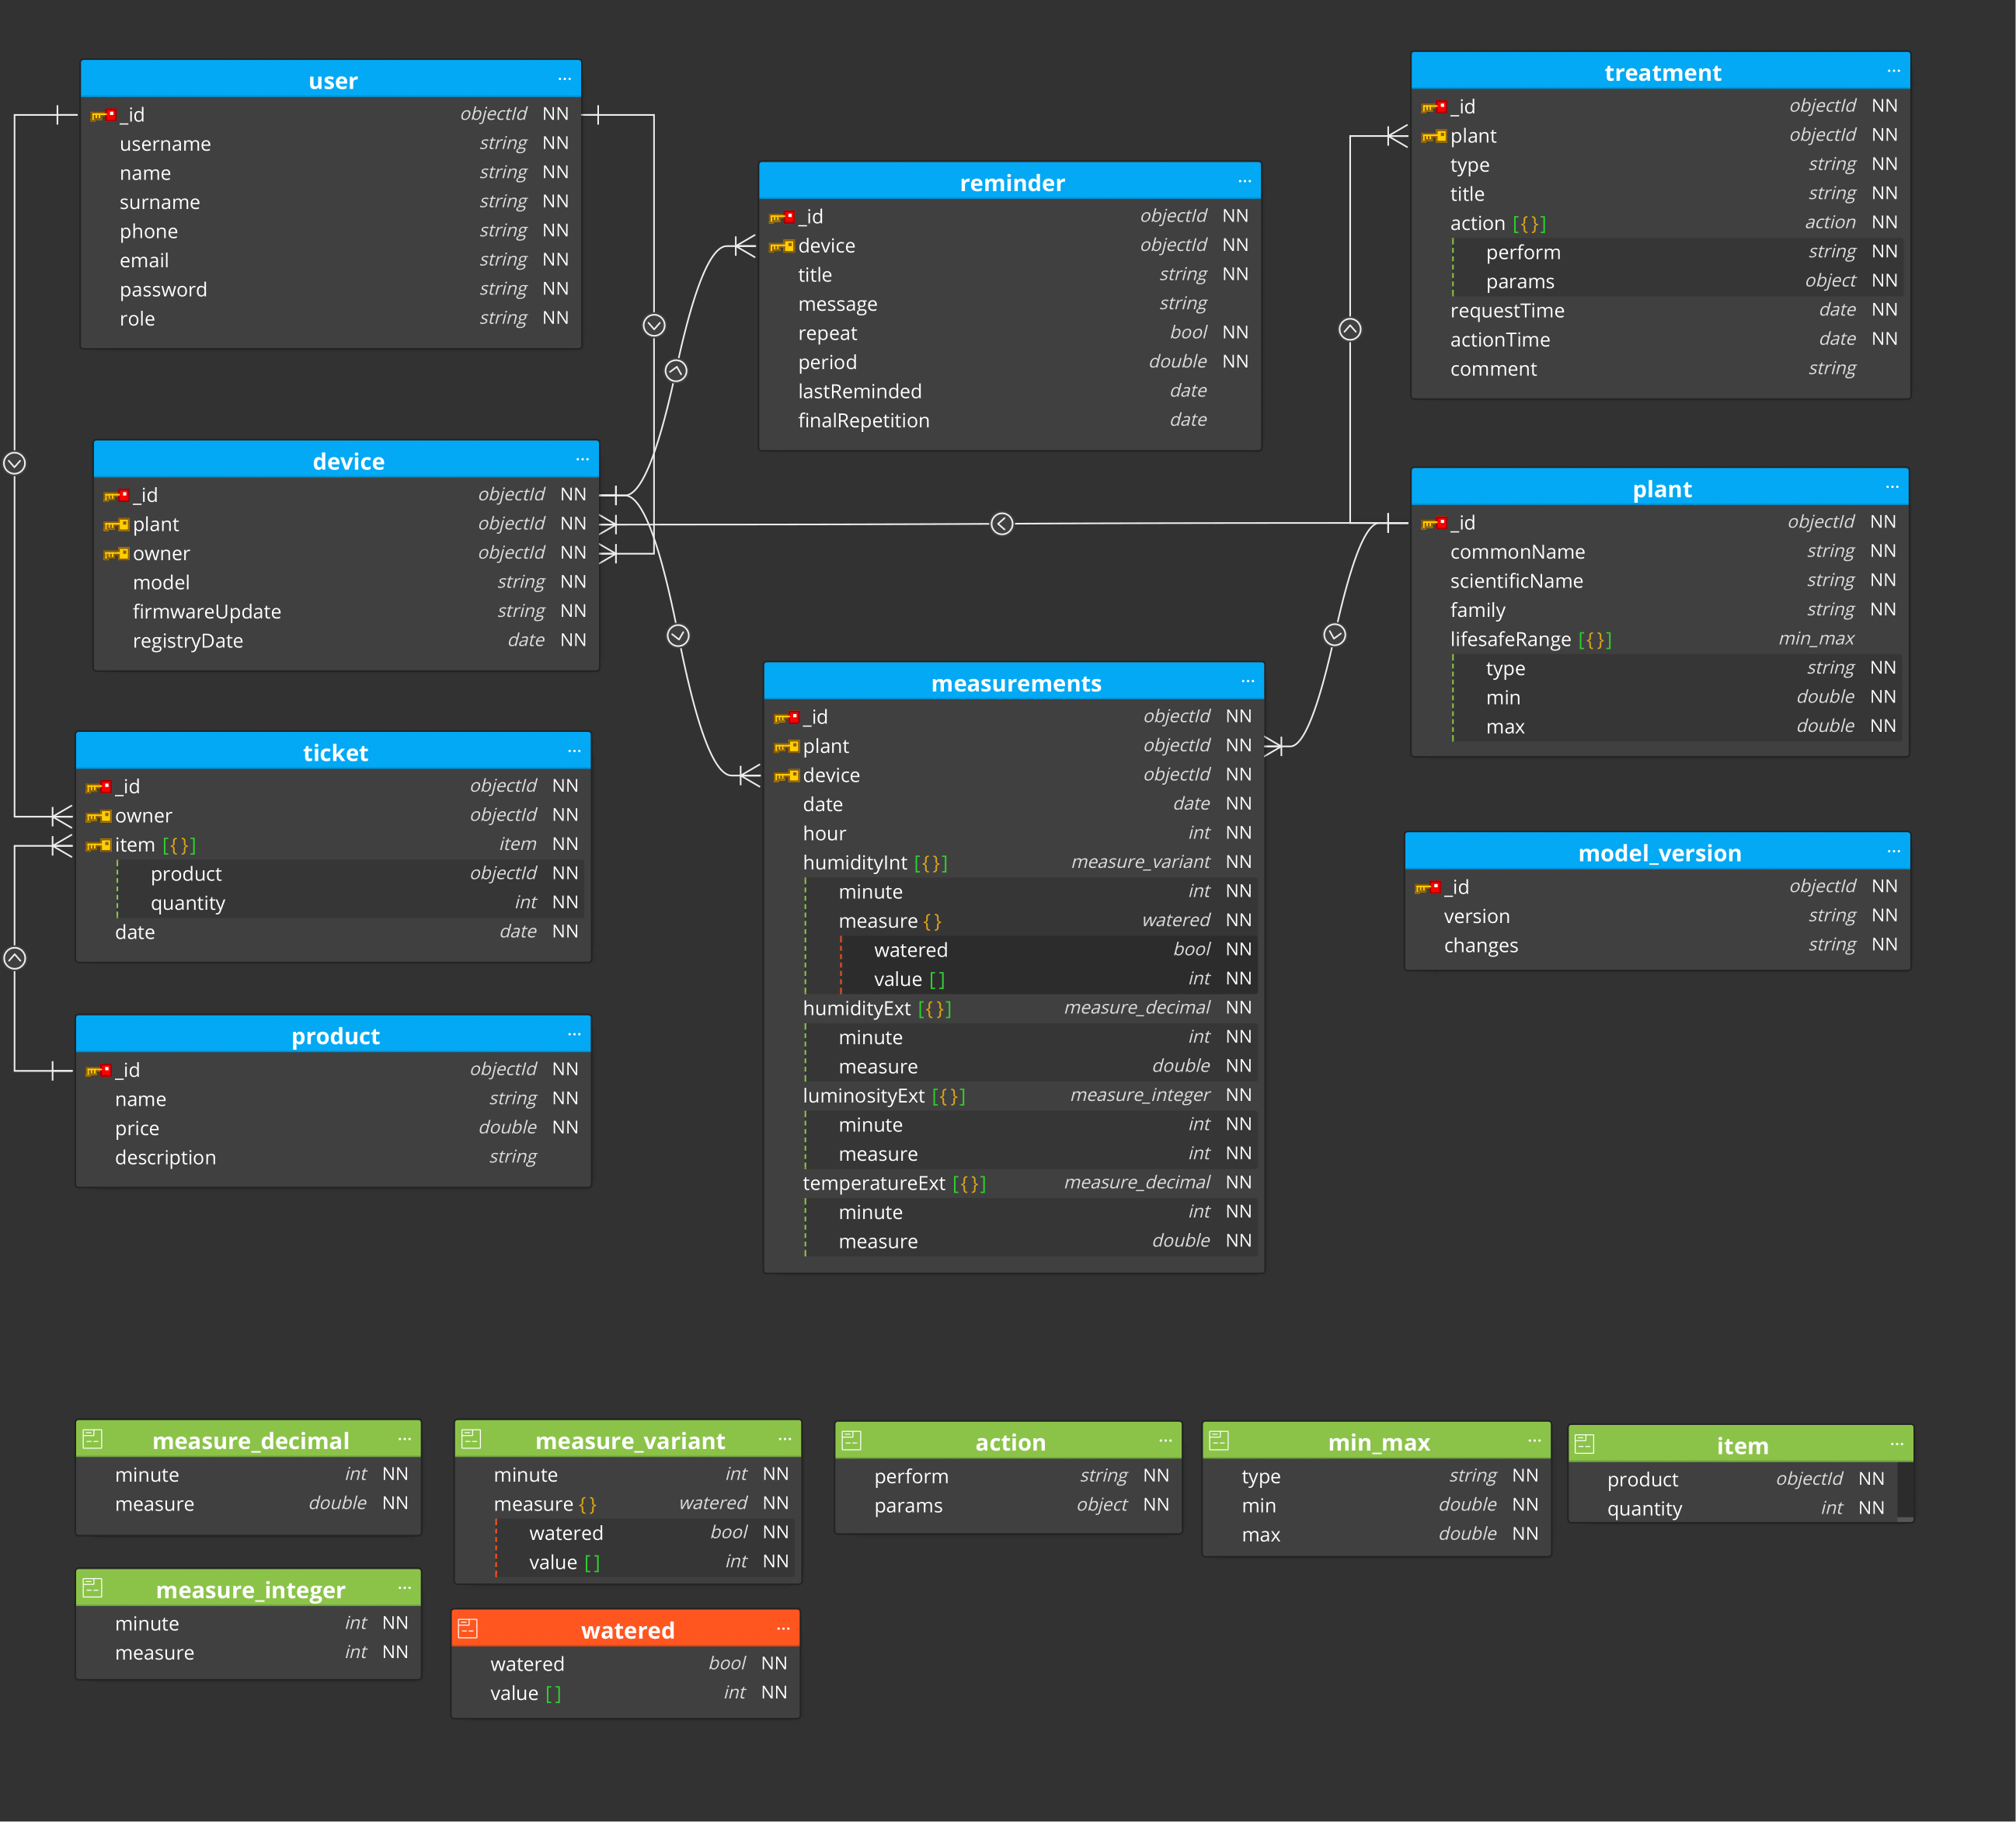 user ...
_id objectId NN
username string NN
name string NN
surname string NN
phone string NN
email string NN
password string NN
role string NN
device ...
_id objectId NN
plant objectId NN
owner objectId NN
model string NN
firmwareUpdate string NN
registryDate date NN
ticket ...
_id objectId NN
owner objectId NN
item [{}] item NN
product objectId NN
quantity int NN
date date NN
product ...
_id objectId NN
name string NN
price double NN
description string
reminder ...
_id objectId NN
device objectId NN
title string NN
message string
repeat bool NN
period double NN
lastReminded date
finalRepetition date
measurements ...
_id objectId NN
plant objectId NN
device objectId NN
date date NN
hour int NN
humidityInt [{}] measure_variant NN
minute int NN
measure {} watered NN
watered bool NN
value [] int NN
humidityExt [{}] measure_decimal NN
minute int NN
measure double NN
luminosityExt [{}] measure_integer NN
minute int NN
measure int NN
temperatureExt [{}] measure_decimal NN
minute int NN
measure double NN
treatment ...
_id objectId NN
plant objectId NN
type string NN
title string NN
action [{}] action NN
perform string NN
params object NN
requestTime date NN
actionTime date NN
comment string
plant ...
_id objectId NN
commonName string NN
scientificName string NN
family string NN
lifesafeRange [{}] min_max
type string NN
min double NN
max double NN
model_version ...
_id objectId NN
version string NN
changes string NN
measure_decimal ...
minute int NN
measure double NN
measure_integer ...
minute int NN
measure int NN
measure_variant ...
minute int NN
measure {} watered NN
watered bool NN
value [] int NN
watered ...
watered bool NN
value [] int NN
action ...
perform string NN
params object NN
min_max ...
type string NN
min double NN
max double NN
item ...
product objectId NN
quantity int NN